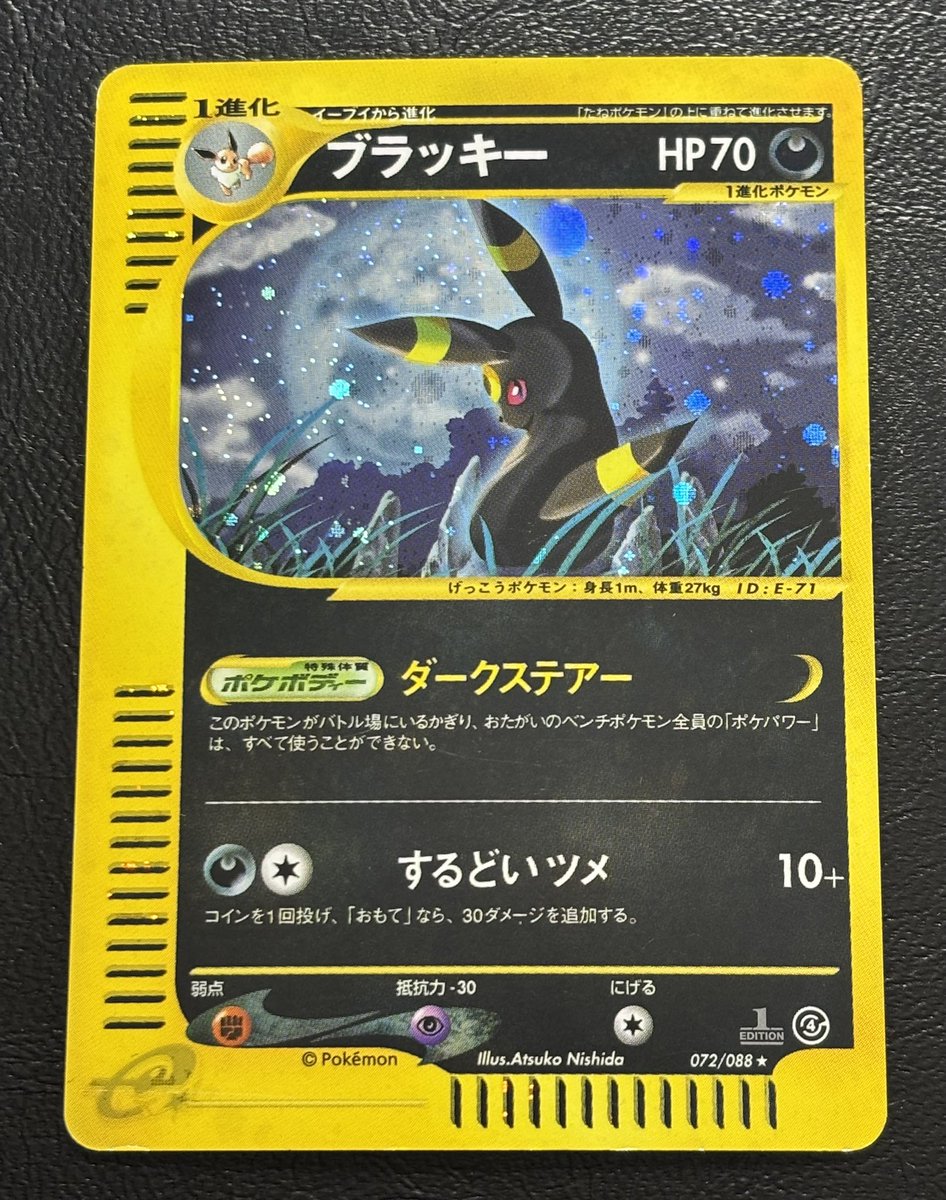 1進化
イーブイから進化
「たねポケモン」の上に重ねて進化させます。
ブラッキー HP70
1進化ポケモン
げっこうポケモン：身長1m、体重27kg ID:E-71
特殊体質
ポケボディー ダークステアー
このポケモンがバトル場にいるかぎり、おたがいのベンチポケモン全員の「ポケパワー」
は、すべて使うことができない。
するどいツメ 10+
コインを1回投げ、「おもて」なら、30ダメージを追加する。
弱点 抵抗力-30 にげる
1 EDITION
4
© Pokémon Illus.Atsuko Nishida 072/088★
e